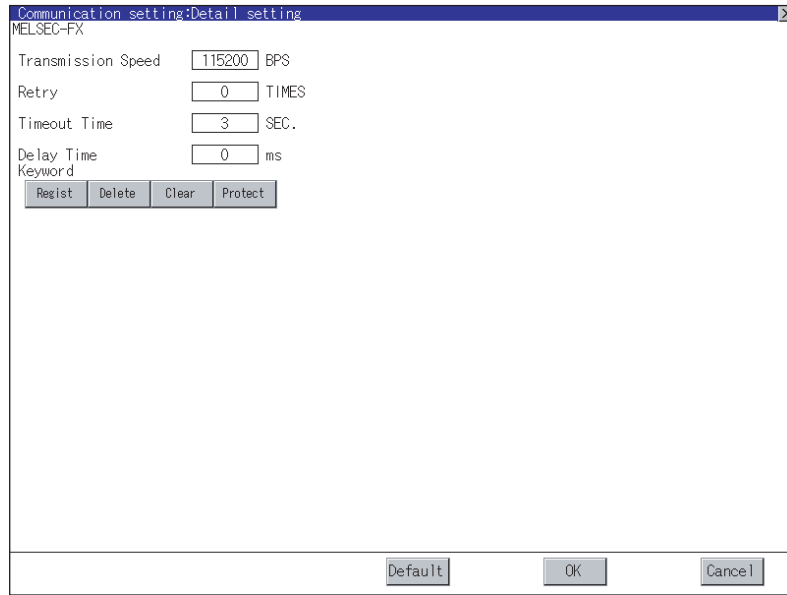 Communication setting:Detail setting
MELSEC-FX
Transmission Speed 115200 BPS
Retry 0 TIMES
Timeout Time 3 SEC.
Delay Time 0 ms
Keyword
Regist Delete Clear Protect
Default OK Cancel